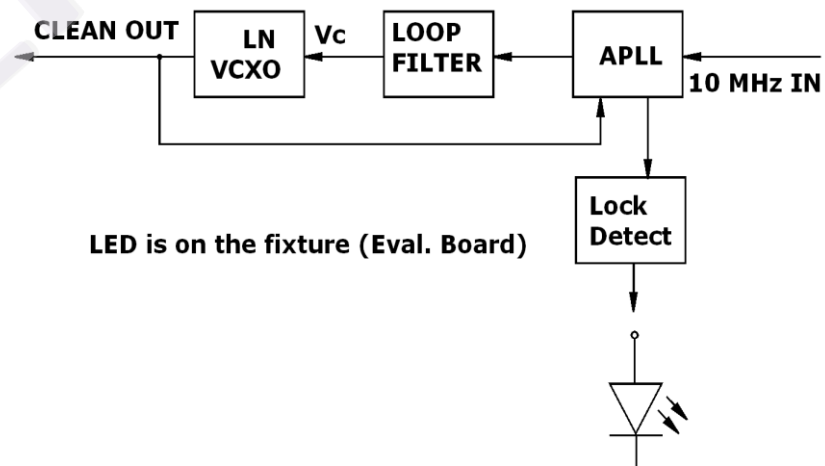 CLEAN OUT
LN
VCXO
Vc
LOOP
FILTER
APLL
10 MHz IN
Lock
Detect
LED is on the fixture (Eval. Board)